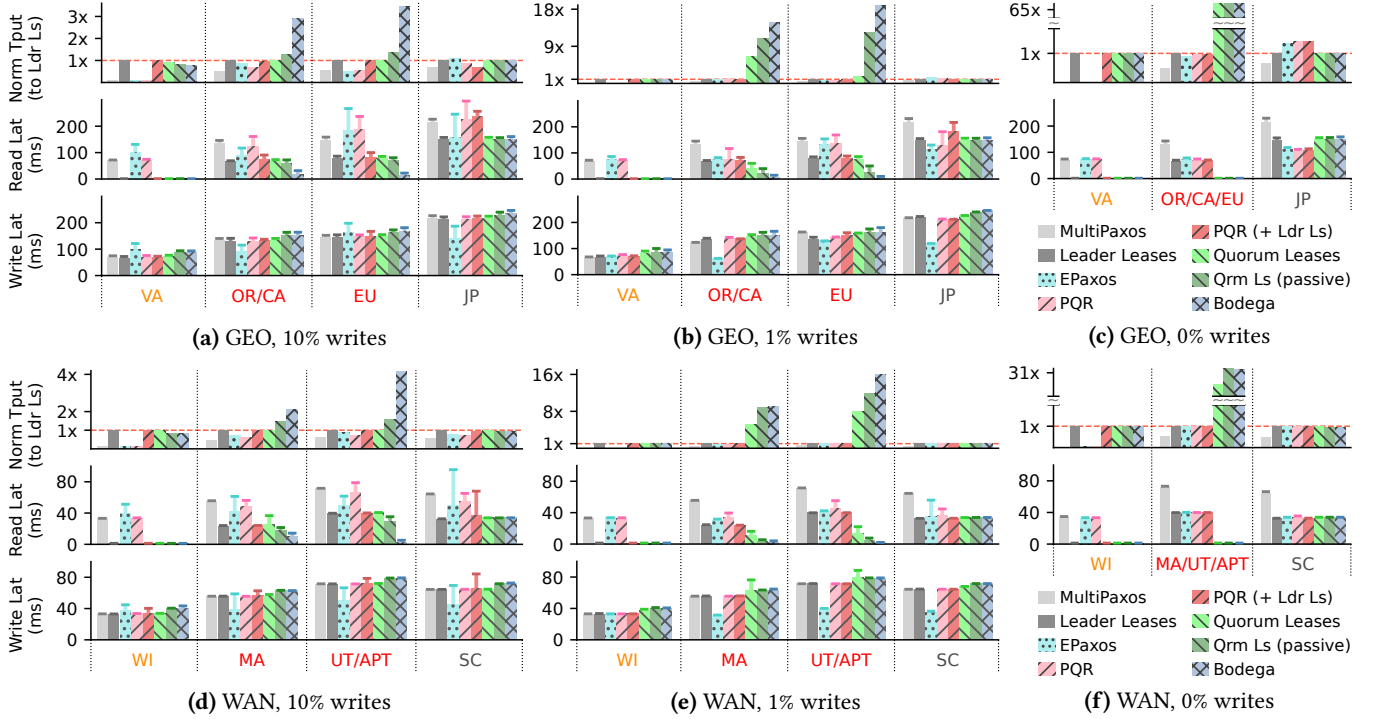 Norm Tput
(to Ldr Ls)
3x
2x
1x
Read Lat
(ms)
200
100
0
Write Lat
(ms)
200
100
0
VA
OR/CA
EU
JP
(a) GEO, 10% writes
18x
9x
1x
200
100
0
200
100
0
VA
OR/CA
EU
JP
(b) GEO, 1% writes
65x
1x
200
100
0
VA
OR/CA/EU
JP
MultiPaxos
Leader Leases
EPaxos
PQR
PQR (+ Ldr Ls)
Quorum Leases
Qrm Ls (passive)
Bodega
(c) GEO, 0% writes
Norm Tput
(to Ldr Ls)
4x
2x
1x
Read Lat
(ms)
80
40
0
Write Lat
(ms)
80
40
0
WI
MA
UT/APT
SC
(d) WAN, 10% writes
16x
8x
1x
80
40
0
80
40
0
WI
MA
UT/APT
SC
(e) WAN, 1% writes
31x
1x
80
40
0
WI
MA/UT/APT
SC
MultiPaxos
Leader Leases
EPaxos
PQR
PQR (+ Ldr Ls)
Quorum Leases
Qrm Ls (passive)
Bodega
(f) WAN, 0% writes